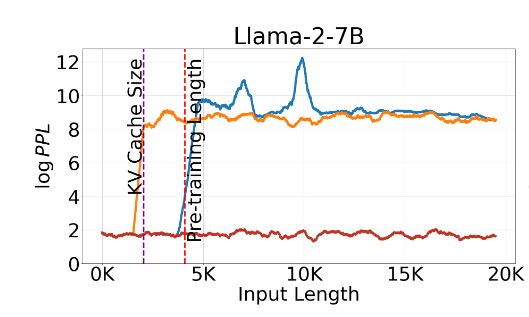 Llama-2-7B
12
10
8
6
4
2
0
log PPL
KV Cache Size
Pre-training Length
0K 5K 10K 15K 20K
Input Length